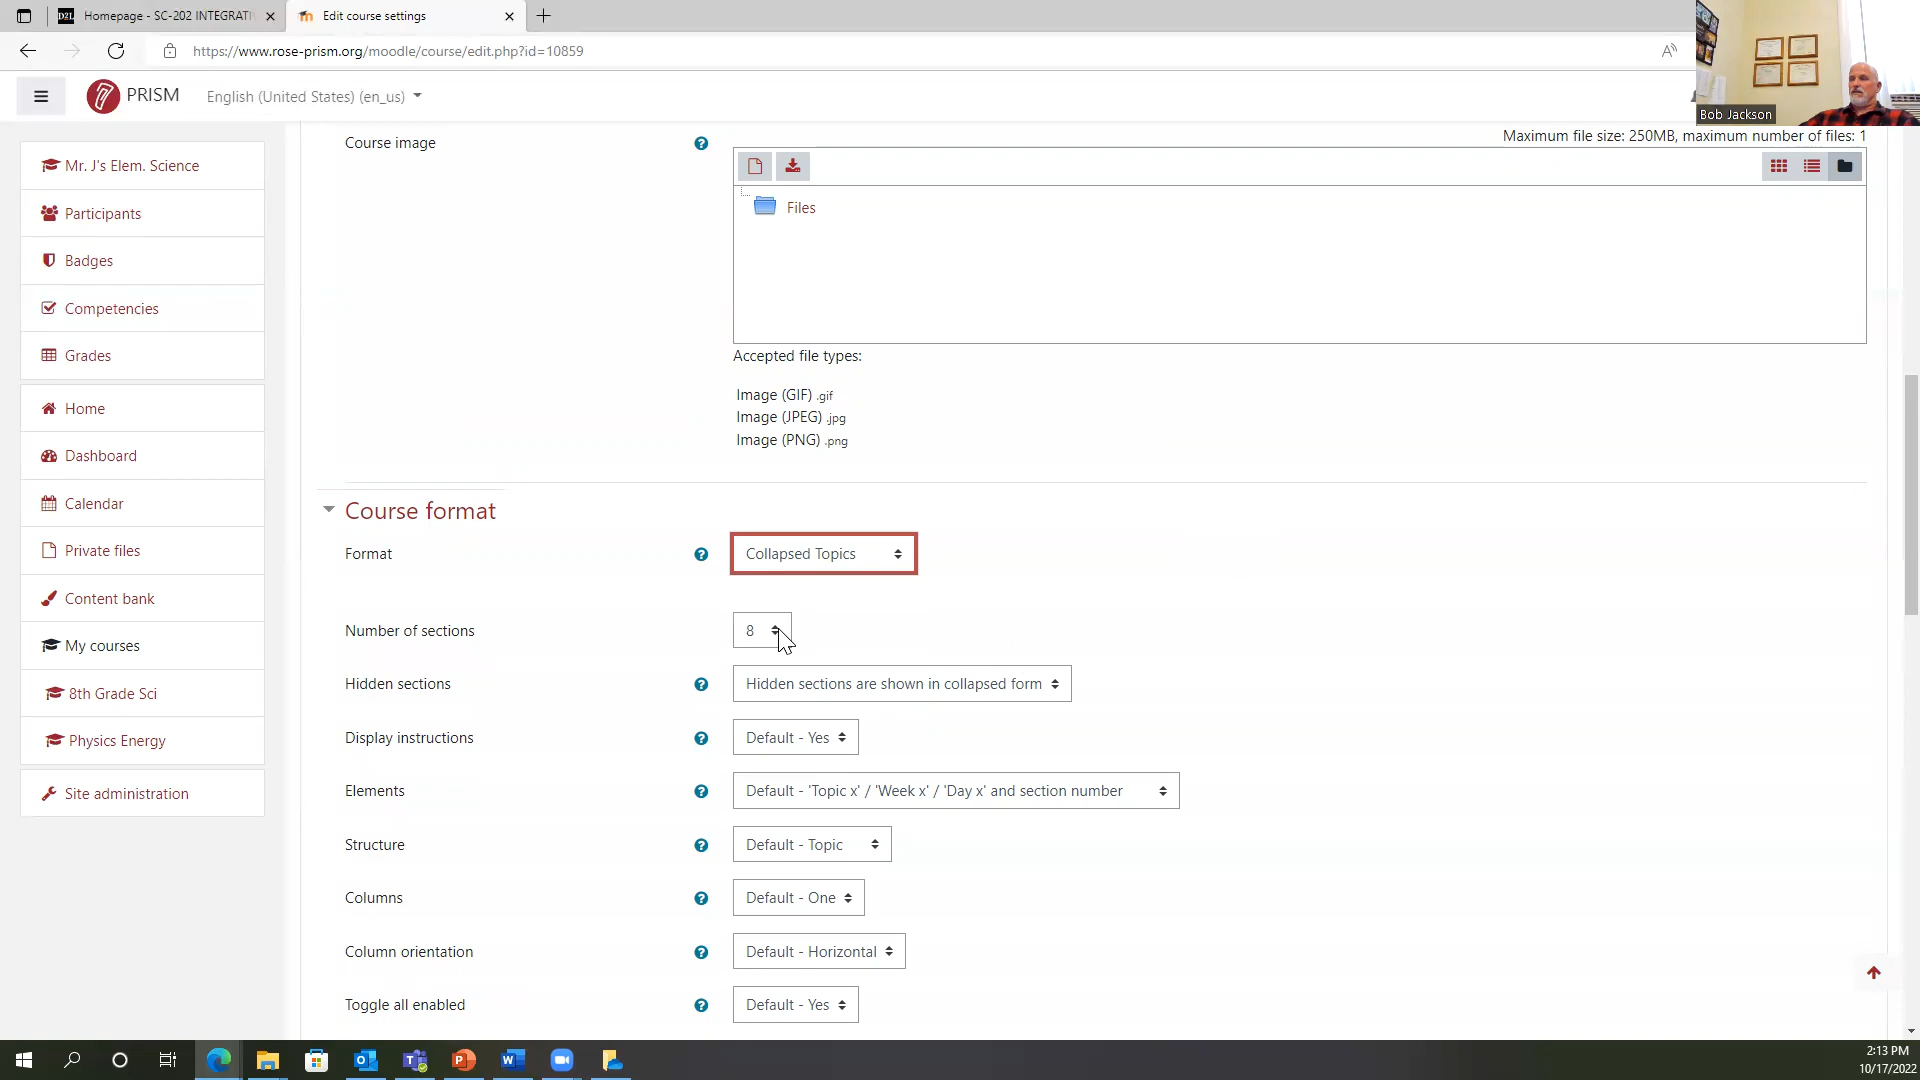 Homepage - SC-202 INTEGRATI
Edit course settings
https://www.rose-prism.org/moodle/course/edit.php?id=10859
PRISM
English (United States) (en_us)
Bob Jackson
Mr. J's Elem. Science
Participants
Badges
Competencies
Grades
Home
Dashboard
Calendar
Private files
Content bank
My courses
8th Grade Sci
Physics Energy
Site administration
Course image
Maximum file size: 250MB, maximum number of files: 1
Files
Accepted file types:
Image (GIF) .gif
Image (JPEG) .jpg
Image (PNG) .png
Course format
Format
Collapsed Topics
Number of sections
8
Hidden sections
Hidden sections are shown in collapsed form
Display instructions
Default - Yes
Elements
Default - 'Topic x' / 'Week x' / 'Day x' and section number
Structure
Default - Topic
Columns
Default - One
Column orientation
Default - Horizontal
Toggle all enabled
Default - Yes
2:13 PM
10/17/2022